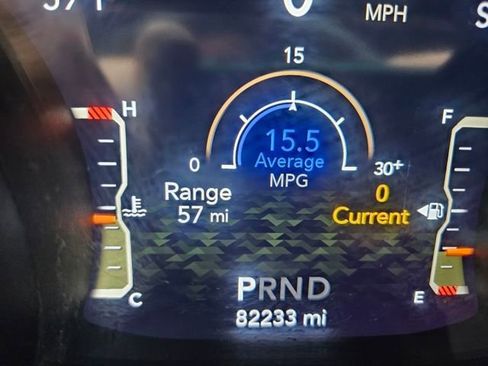 MPH
15
H
F
15.5
0
Average
30+
Range
MPG
0
57 mi
Current
PRND
C
E
82233 mi